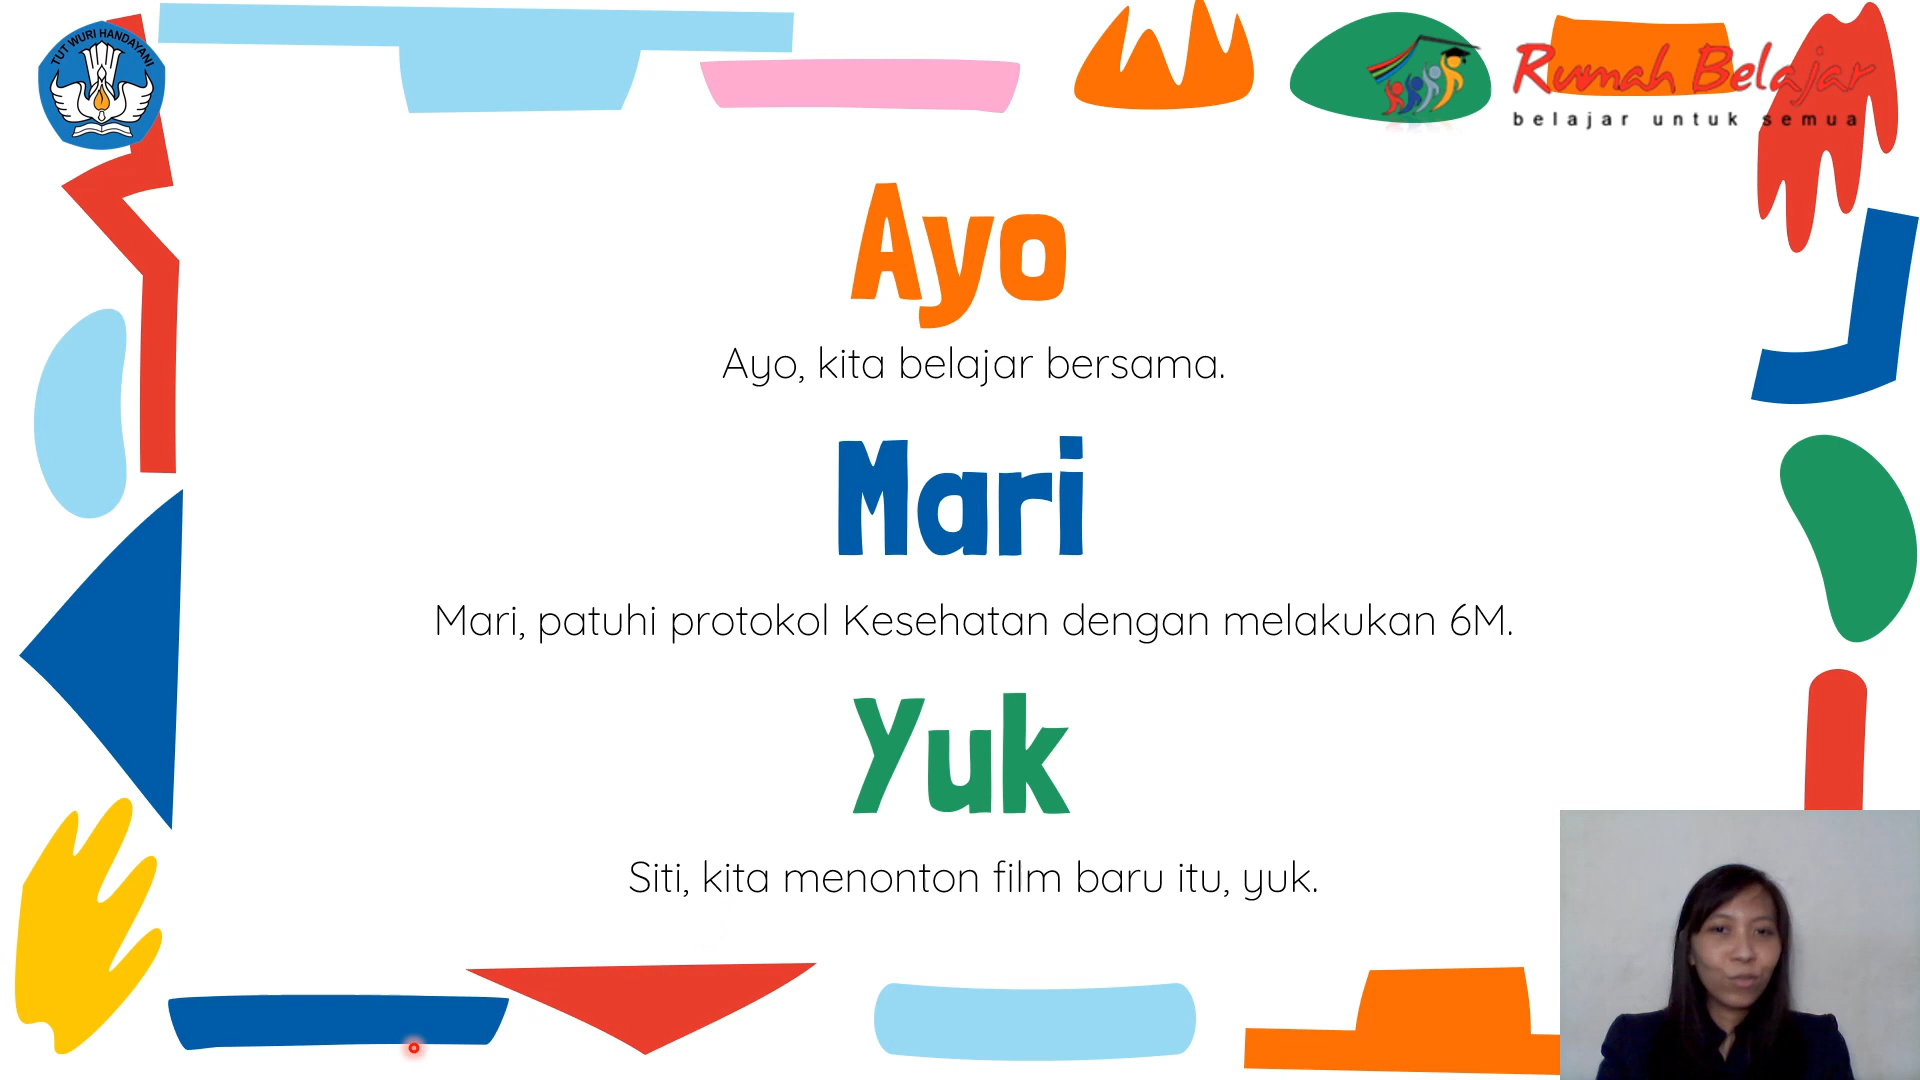 TUT WURI HANDAYANI
Rumah Belajar
belajar untuk semua
Ayo
Ayo, kita belajar bersama.
Mari
Mari, patuhi protokol Kesehatan dengan melakukan 6M.
Yuk
Siti, kita menonton film baru itu, yuk.